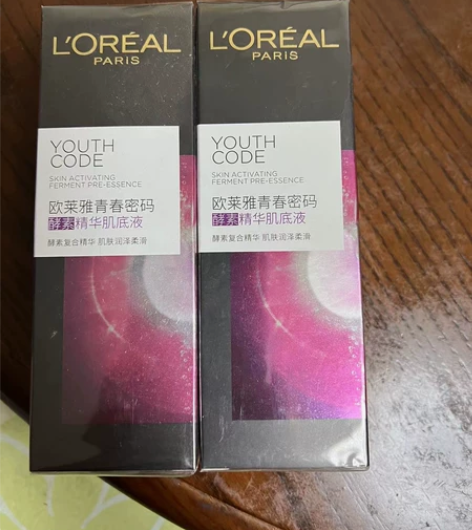 L'ORÉAL
PARIS
YOUTH
CODE
SKIN ACTIVATING
FERMENT PRE-ESSENCE
欧莱雅青春密码
酵素精华肌底液
酵素复合精华 肌肤润泽柔滑
L'ORÉAL
PARIS
YOUTH
CODE
SKIN ACTIVATING
FERMENT PRE-ESSENCE
欧莱雅青春密码
酵素精华肌底液
酵素复合精华 肌肤润泽柔滑